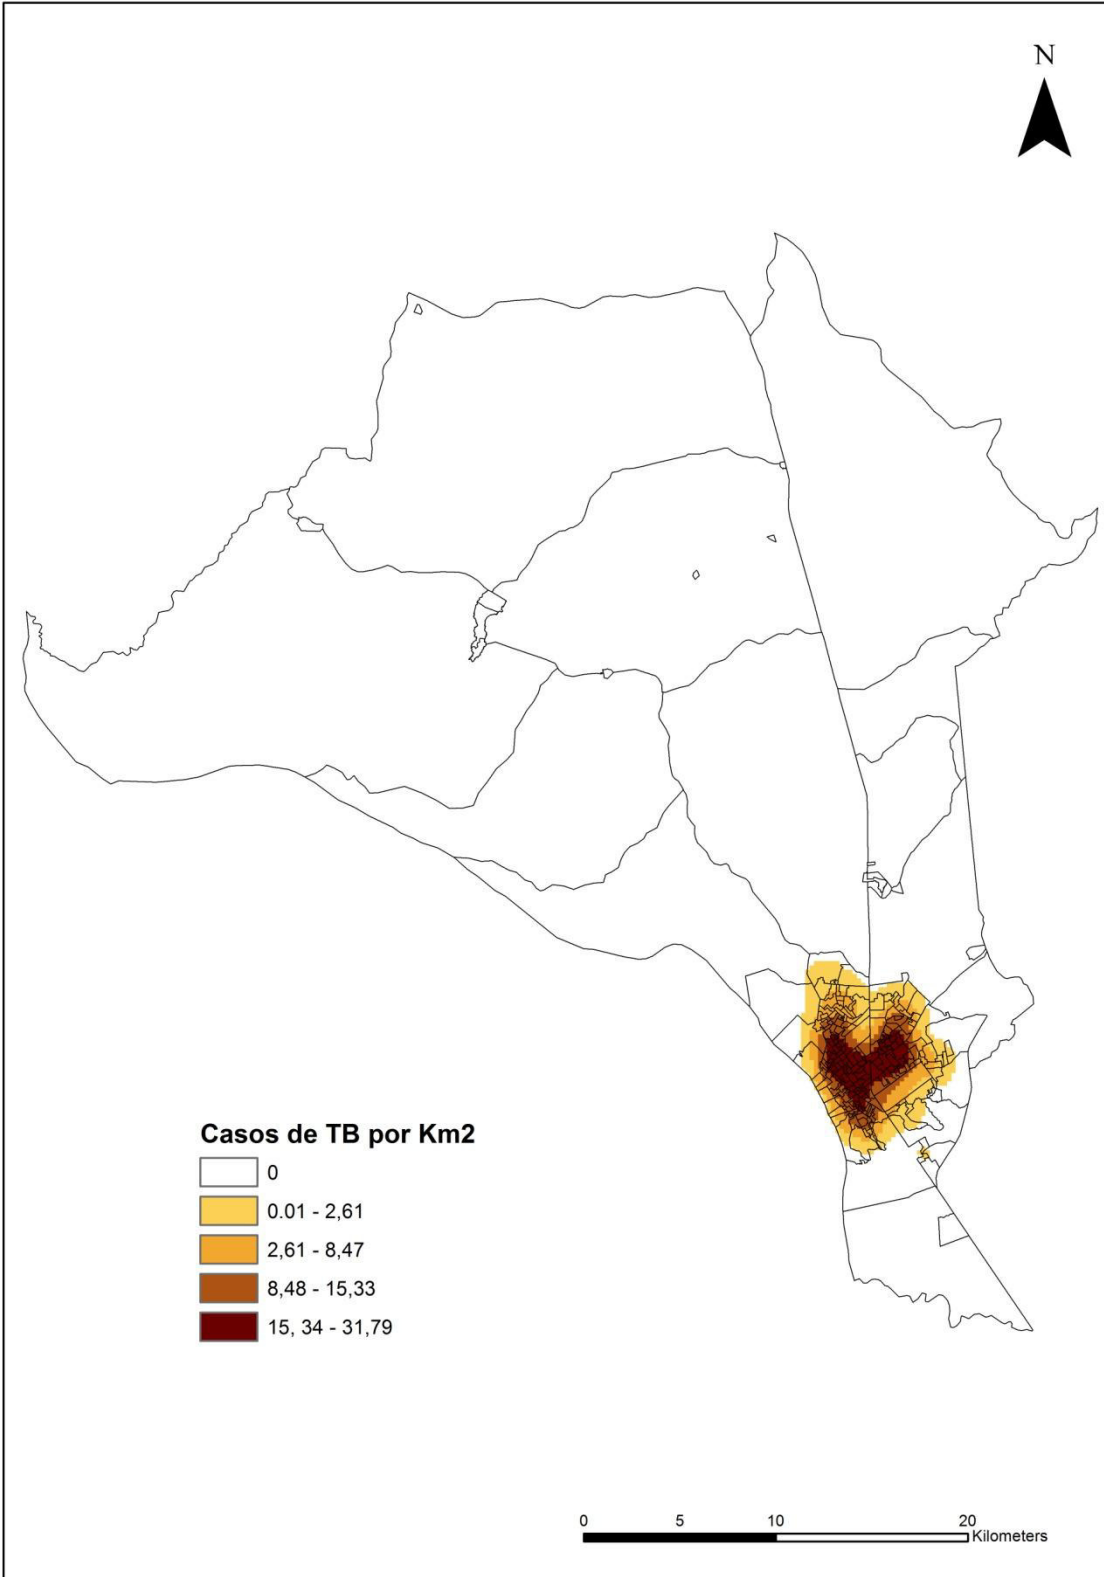 N
Casos de TB por Km2
0
0.01 - 2,61
2,61 - 8,47
8,48 - 15,33
15, 34 - 31,79
0 5 10 20
Kilometers